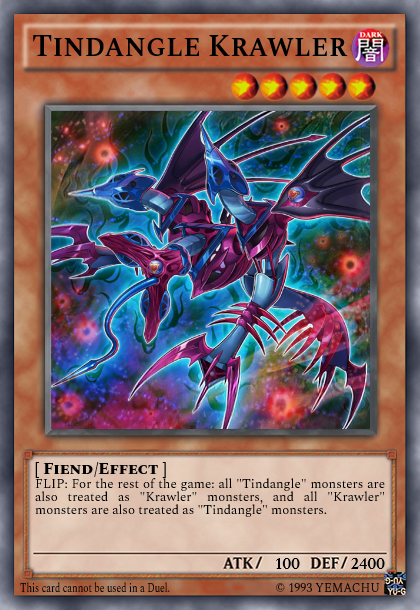 TINDANGLE KRAWLER
DARK
闇
[ FIEND/EFFECT ]
FLIP: For the rest of the game: all "Tindangle" monsters are
also treated as "Krawler" monsters, and all "Krawler"
monsters are also treated as "Tindangle" monsters.
ATK/ 100 DEF/2400
This card cannot be used in a Duel.
© 1993 YEMACHU
YU-G